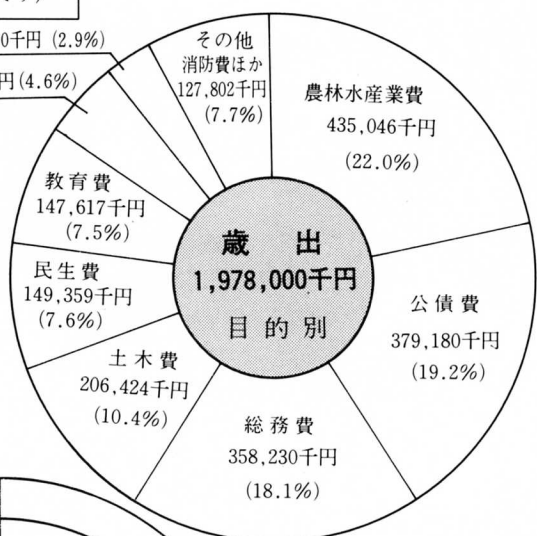 0千円 (2.9%)
円(4.6%)
その他
消防費ほか
127,802千円
(7.7%)
農林水産業費
435,046千円
(22.0%)
教育費
147,617千円
(7.5%)
歳出
1,978,000千円
目的別
民生費
149,359千円
(7.6%)
公債費
379,180千円
(19.2%)
土木費
206,424千円
(10.4%)
総務費
358,230千円
(18.1%)